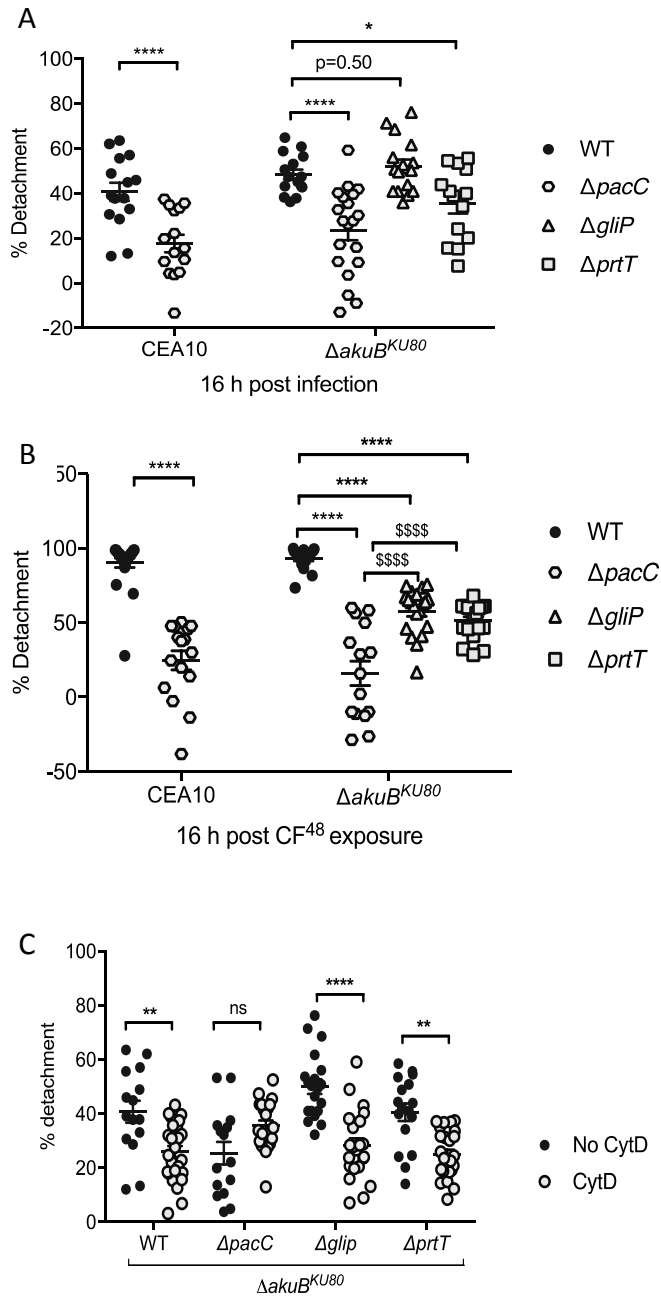 A
% Detachment
100
80
60
40
20
0
-20
****
*
p=0.50
****
CEA10
ΔakuB^KU80
16 h post infection
WT
ΔpacC
ΔgliP
ΔprtT
B
% Detachment
50
100
50
0
-50
****
****
****
****
$$$$
$$$$
CEA10
ΔakuB^KU80
16 h post CF^48 exposure
WT
ΔpacC
ΔgliP
ΔprtT
C
% detachment
100
80
60
40
20
0
**
ns
****
**
WT
ΔpacC
Δglip
ΔprtT
ΔakuB^KU80
No CytD
CytD